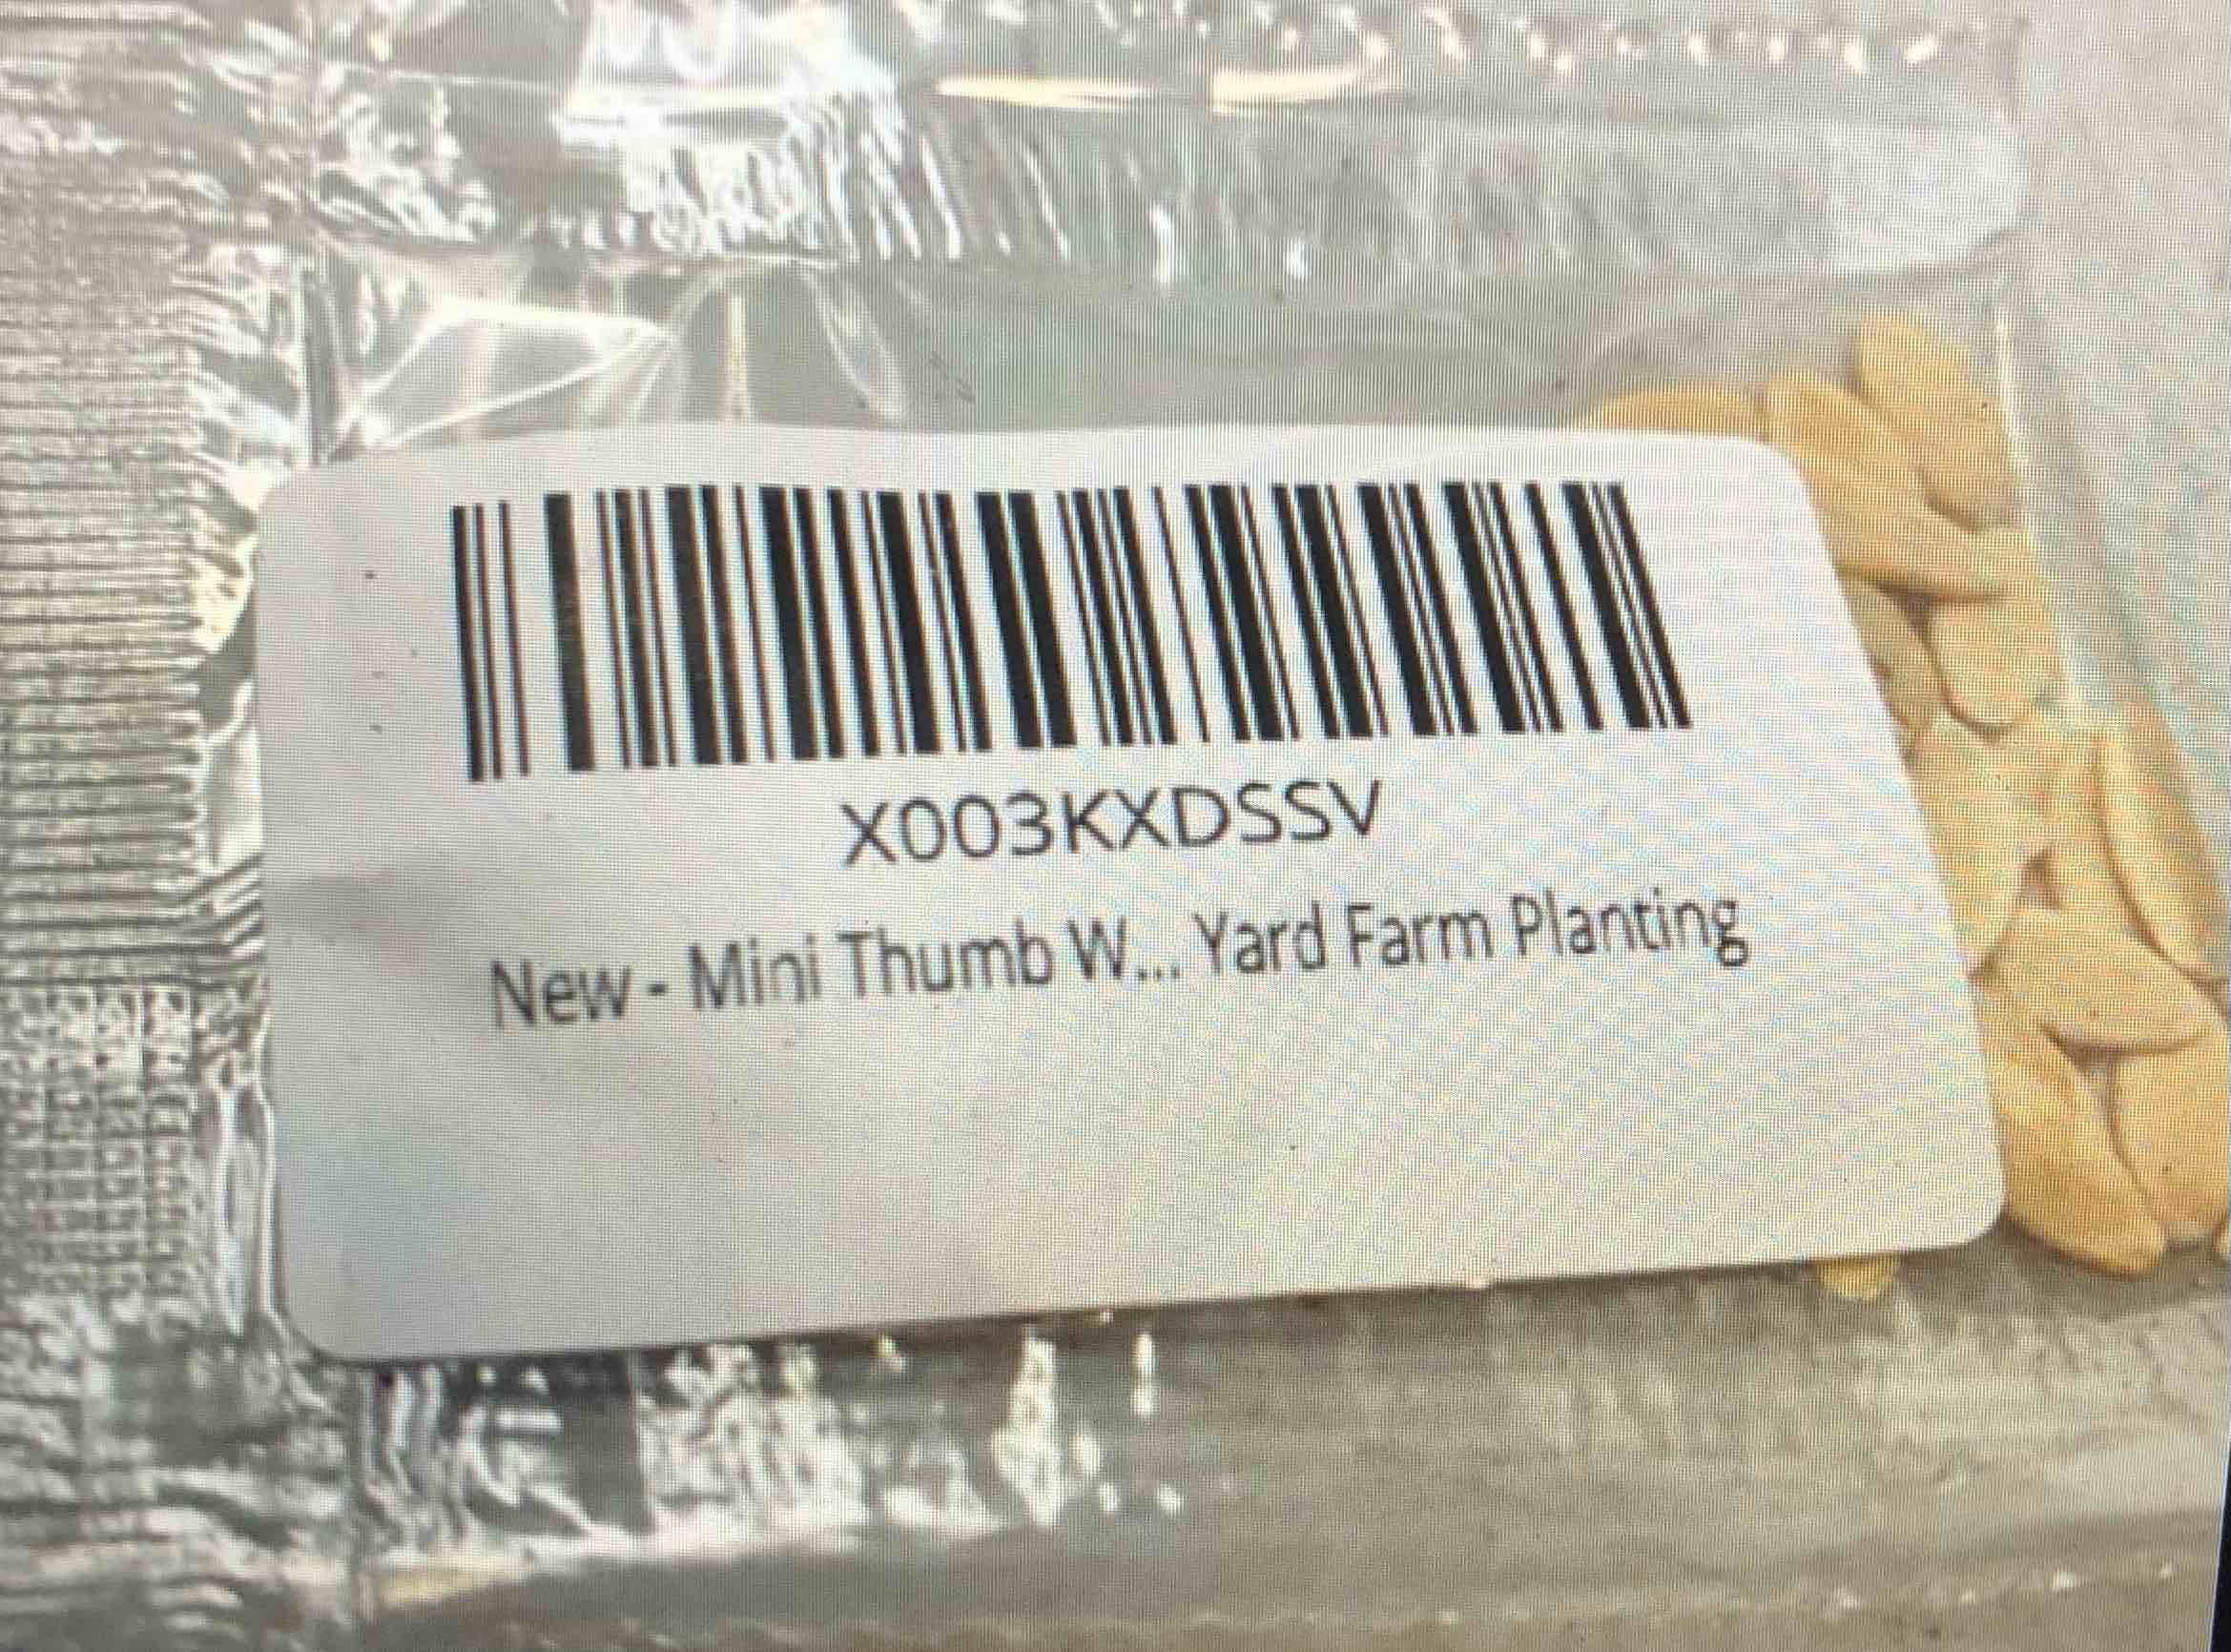 X003KXDSSV
New - Mini Thumb W... Yard Farm Planting